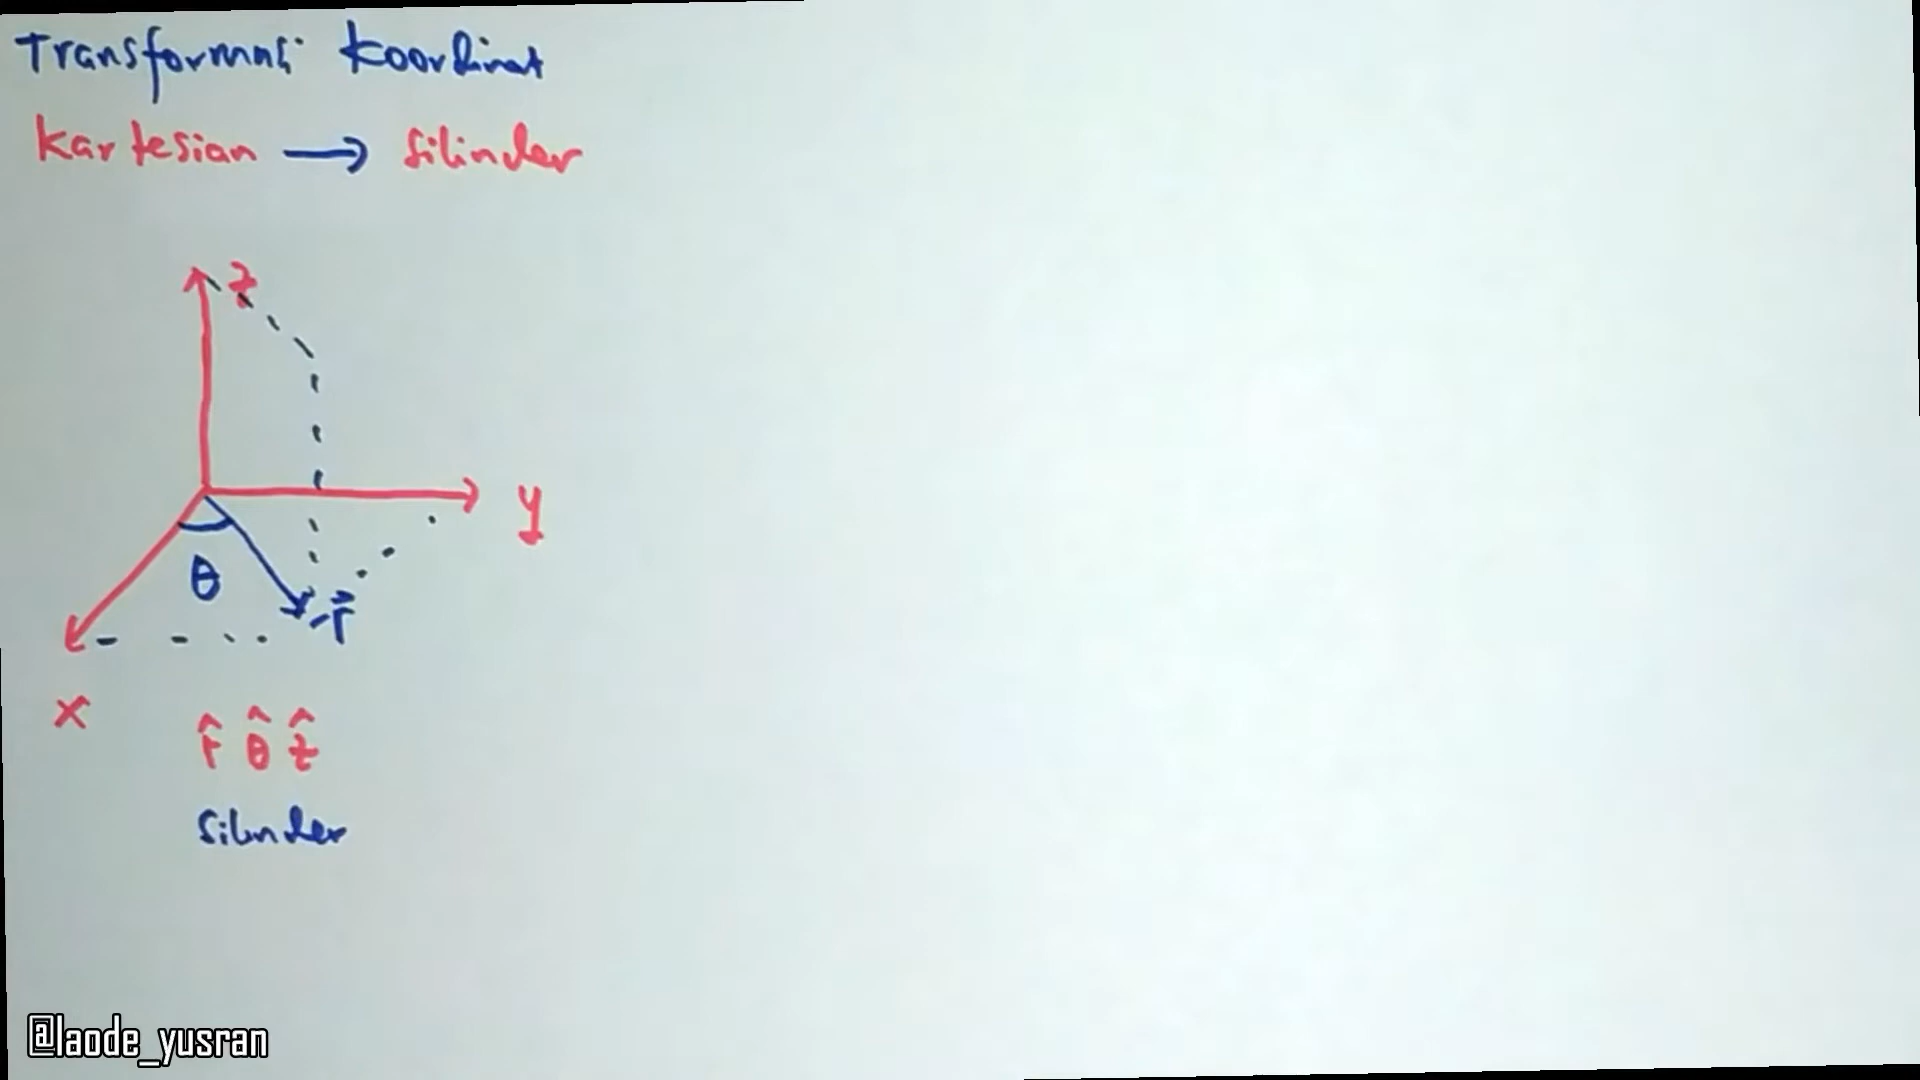 Transformasi Koordinat
Kartesian → Silinder
z
y
θ
r⃗
x
r̂ θ̂ ẑ
Silinder
@laode_yusran